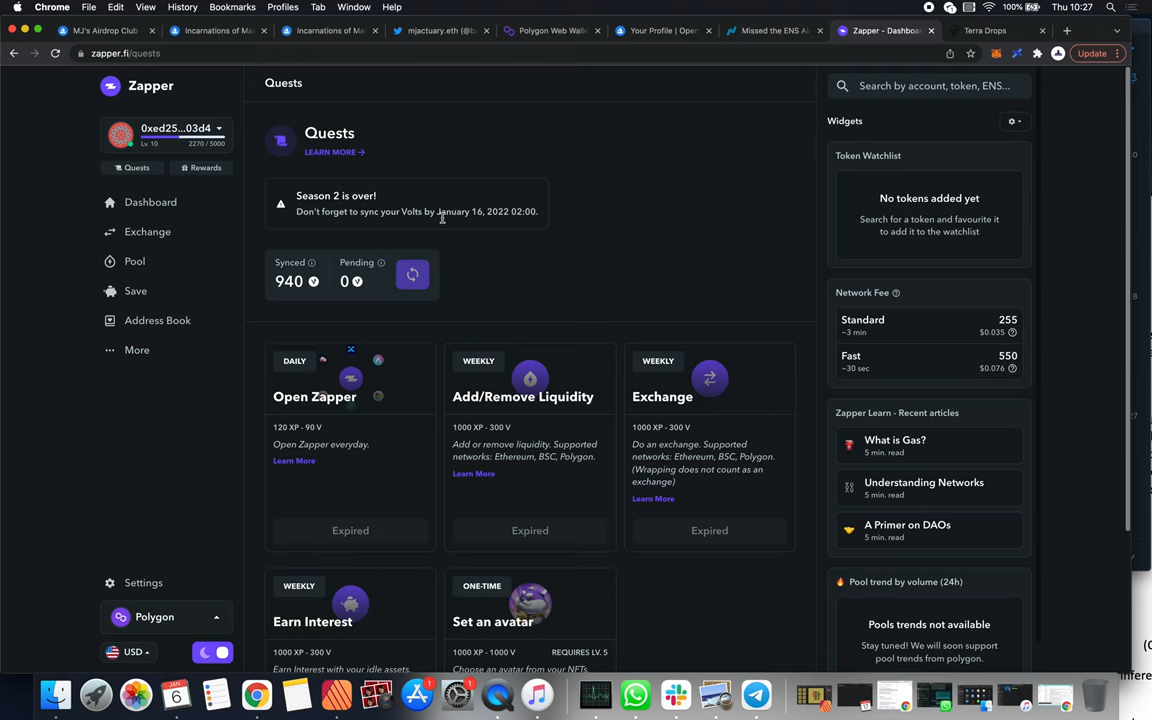 Chrome File Edit View History Bookmarks Profiles Tab Window Help
100% Thu 10:27
MJ's Airdrop Club
Incarnations of Ma
Incarnations of Ma
mjactuary.eth (@b
Polygon Web Walle
Your Profile | Open
Missed the ENS Ai
Zapper - Dashboa
Terra Drops
zapper.fi/quests
Update
Zapper
0xed25...03d4
Lv. 10 2270 / 5000
Quests Rewards
Dashboard
Exchange
Pool
Save
Address Book
More
Settings
Polygon
USD
Quests
Quests
LEARN MORE
Season 2 is over!
Don't forget to sync your Volts by January 16, 2022 02:00.
Synced Pending
940 0
DAILY
Open Zapper
120 XP - 90 V
Open Zapper everyday.
Learn More
Expired
WEEKLY
Add/Remove Liquidity
1000 XP - 300 V
Add or remove liquidity. Supported
networks: Ethereum, BSC, Polygon.
Learn More
Expired
WEEKLY
Exchange
1000 XP - 300 V
Do an exchange. Supported
networks: Ethereum, BSC, Polygon.
(Wrapping does not count as an
exchange)
Learn More
Expired
WEEKLY
Earn Interest
1000 XP - 300 V
Earn Interest with your idle assets.
ONE-TIME
Set an avatar
1000 XP - 1000 V REQUIRES LV. 5
Choose an avatar from your NFTs.
Search by account, token, ENS...
Widgets
Token Watchlist
No tokens added yet
Search for a token and favourite it
to add it to the watchlist
Network Fee
Standard 255
~3 min $0.035
Fast 550
~30 sec $0.076
Zapper Learn - Recent articles
What is Gas?
5 min. read
Understanding Networks
5 min. read
A Primer on DAOs
5 min. read
Pool trend by volume (24h)
Pools trends not available
Stay tuned! We will soon support
pool trends from polygon.
JAN
6
1
1